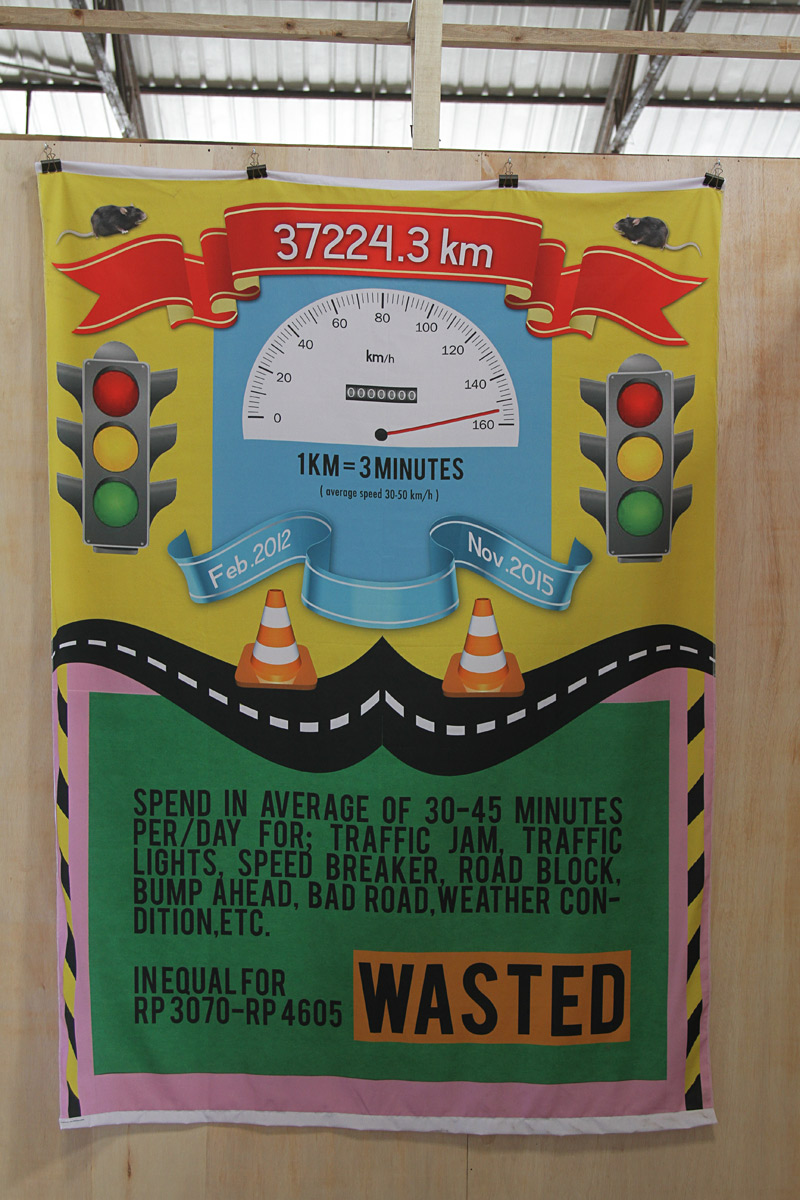 37224.3 km
0 20 40 60 80 100 120 140 160
km/h
0000000
1KM = 3 MINUTES
( average speed 30-50 km/h )
Feb.2012
Nov.2015
SPEND IN AVERAGE OF 30-45 MINUTES
PER/DAY FOR; TRAFFIC JAM, TRAFFIC
LIGHTS, SPEED BREAKER, ROAD BLOCK,
BUMP AHEAD, BAD ROAD,WEATHER CON-
DITION,ETC.
IN EQUAL FOR
RP 3070-RP 4605
WASTED